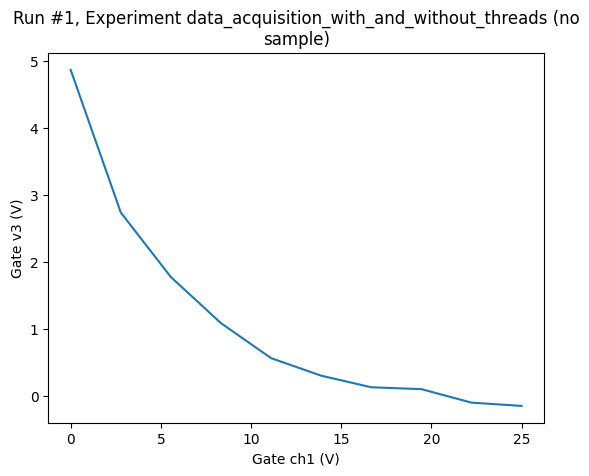 Run #1, Experiment data_acquisition_with_and_without_threads (no
sample)
5
4
3
2
1
0
Gate v3 (V)
0 5 10 15 20 25
Gate ch1 (V)